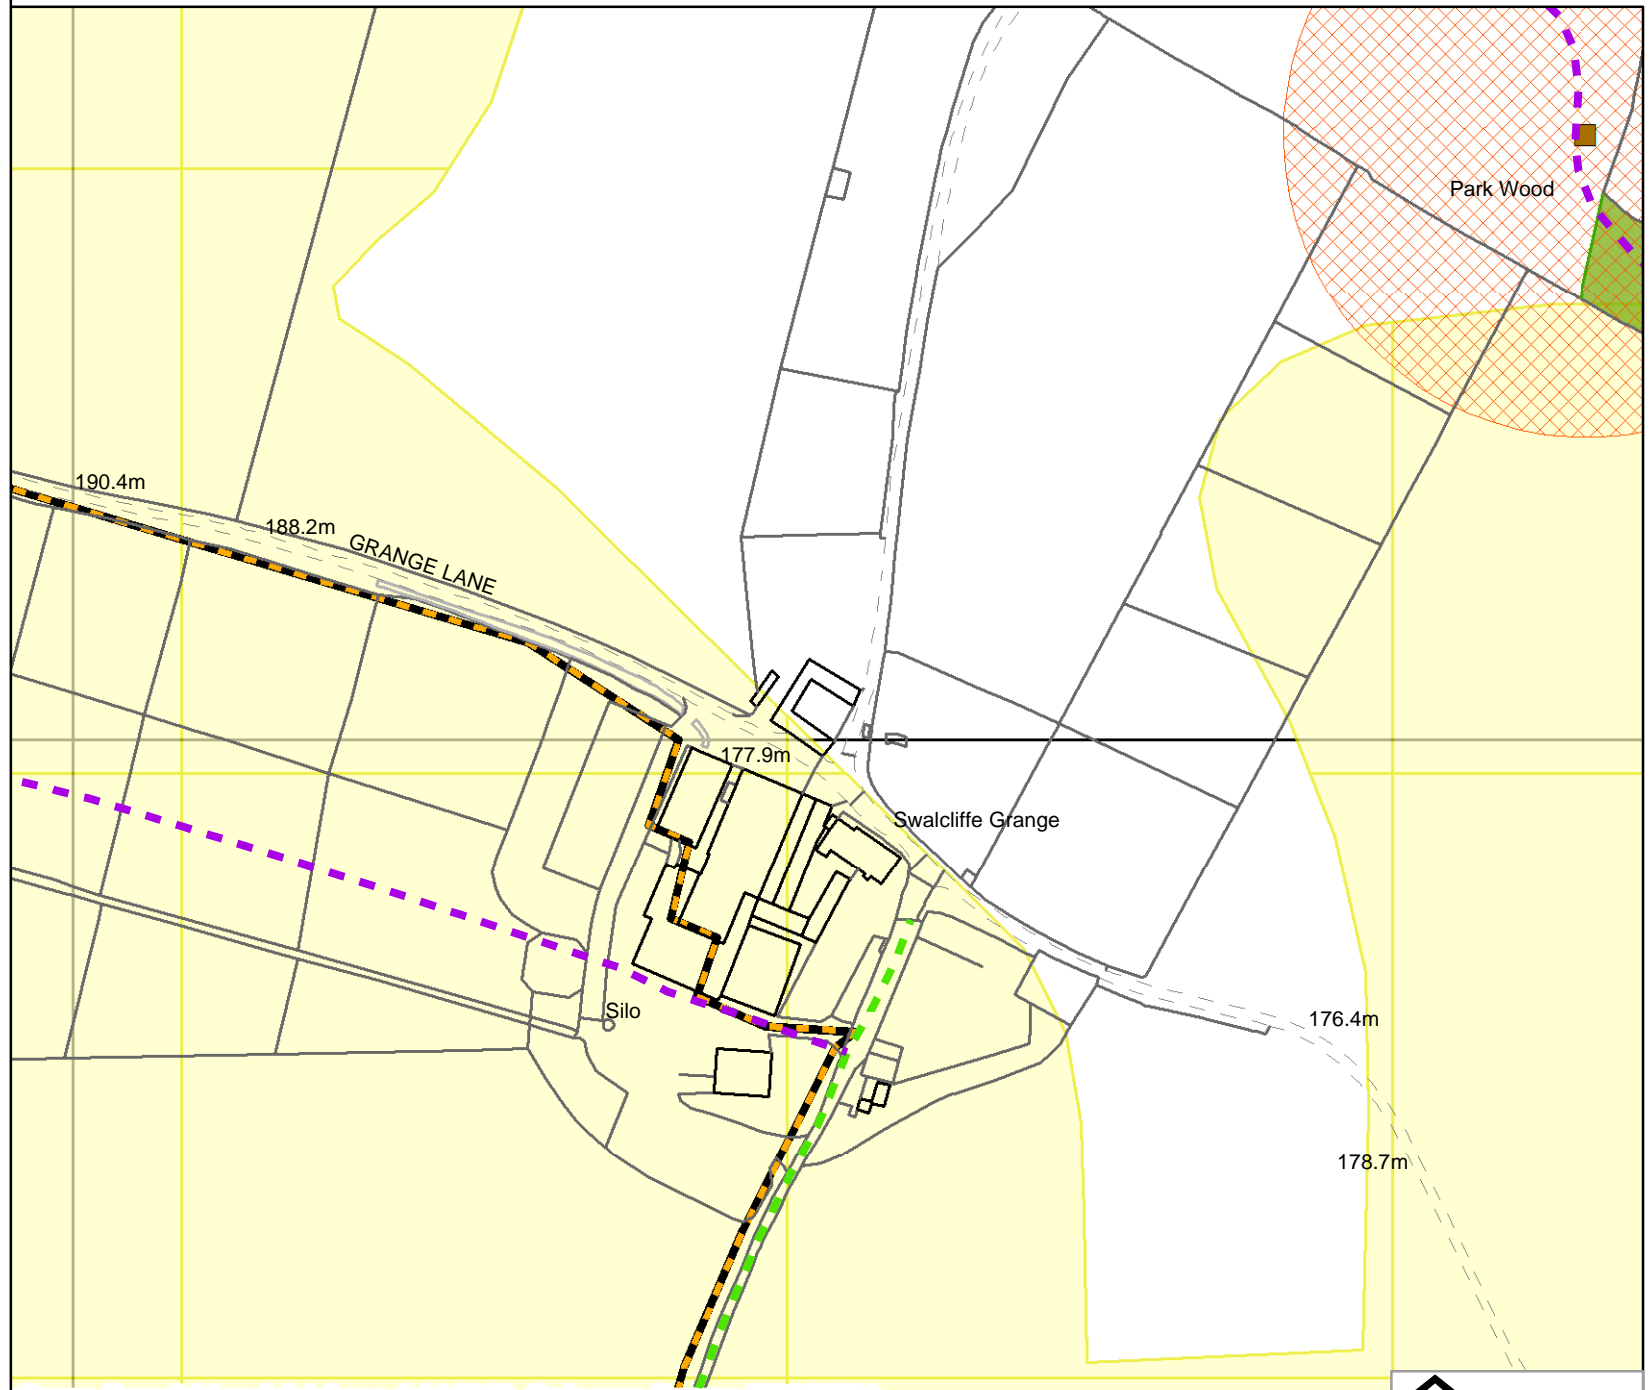 Park Wood
190.4m
188.2m
GRANGE LANE
177.9m
Swalcliffe Grange
Silo
176.4m
178.7m